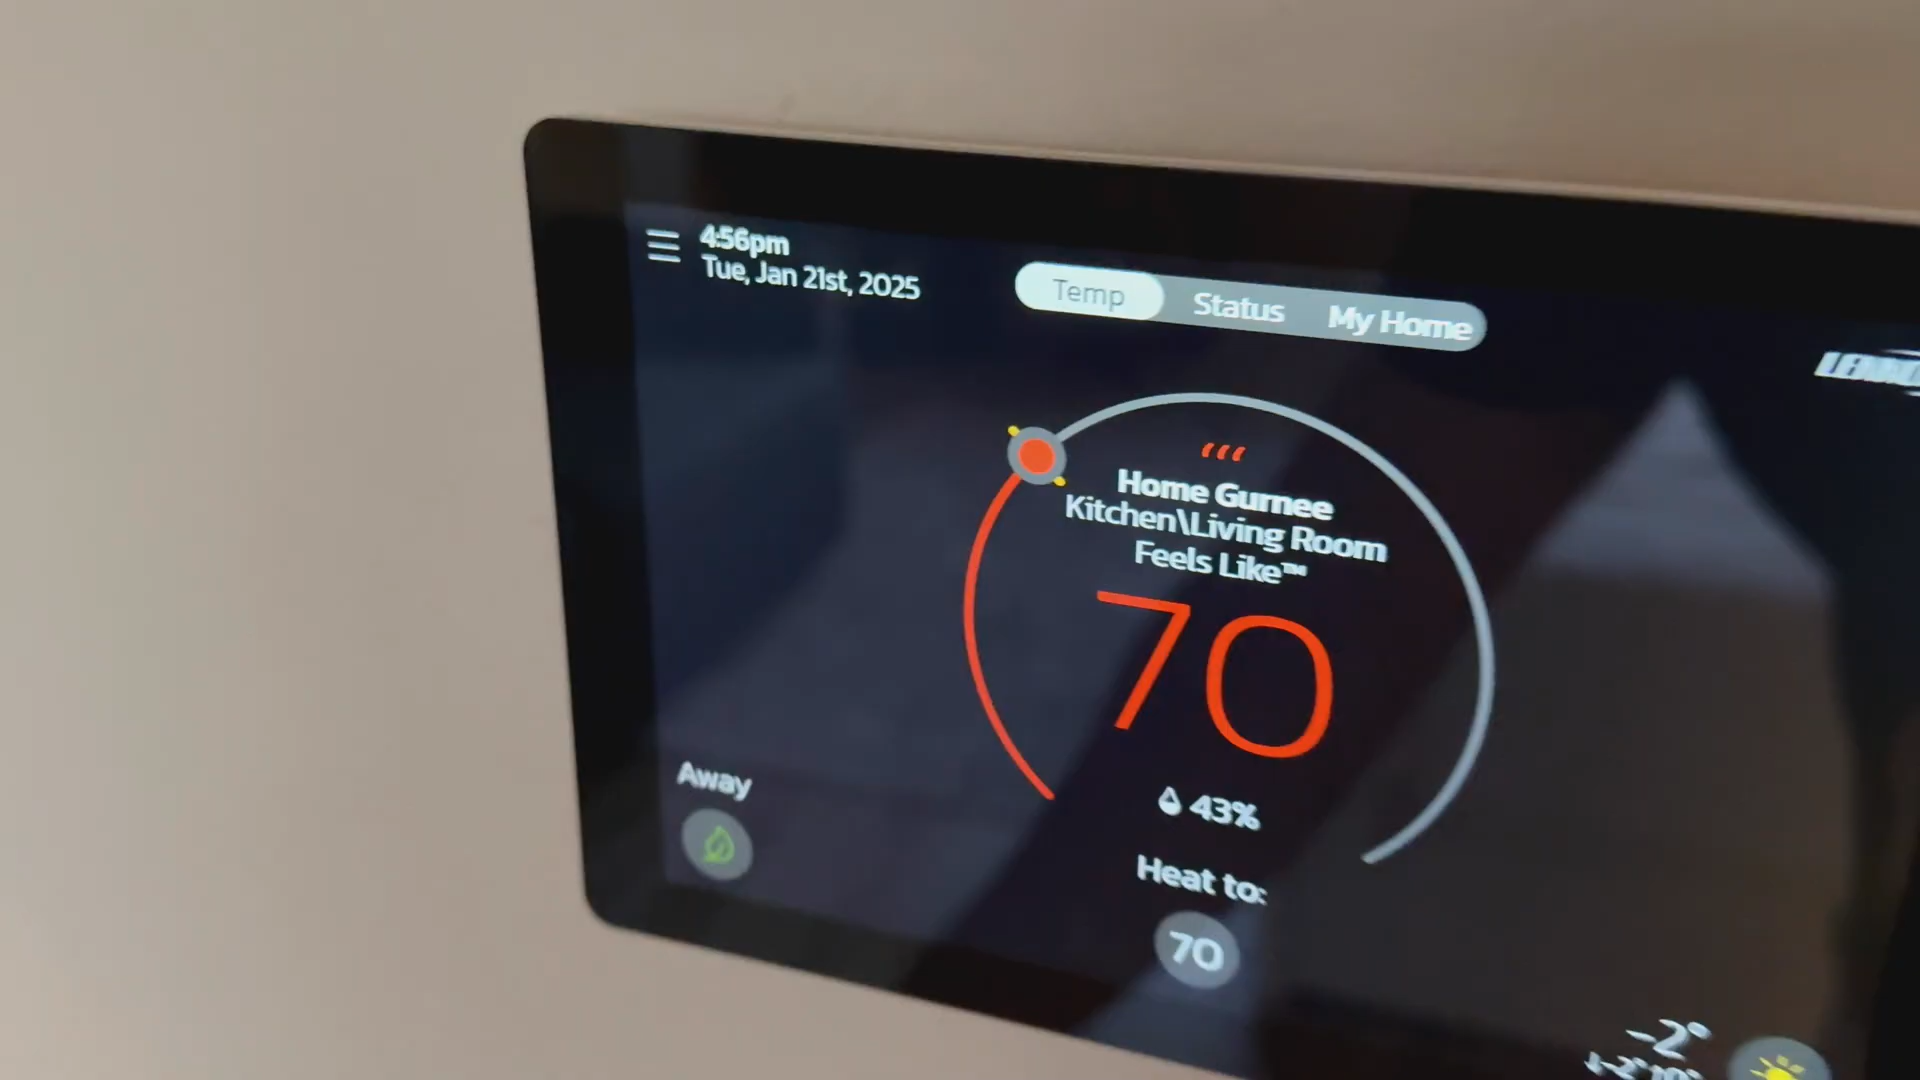 4:56pm
Tue, Jan 21st, 2025
Temp
Status
My Home
Home Gurnee
Kitchen\Living Room
Feels Like™
70
43%
Away
Heat to:
70
-2°